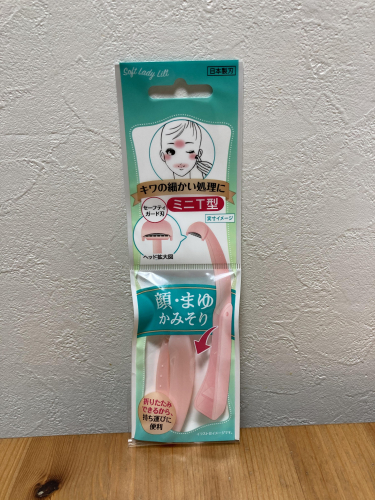 Soft Lady Lilt
日本製刃
キワの細かい処理に
ミニT型
セーフティ
ガード刃
実寸イメージ
ヘッド拡大図
顔・まゆ
かみそり
折りたたみ
できるから、
持ち運びに
便利